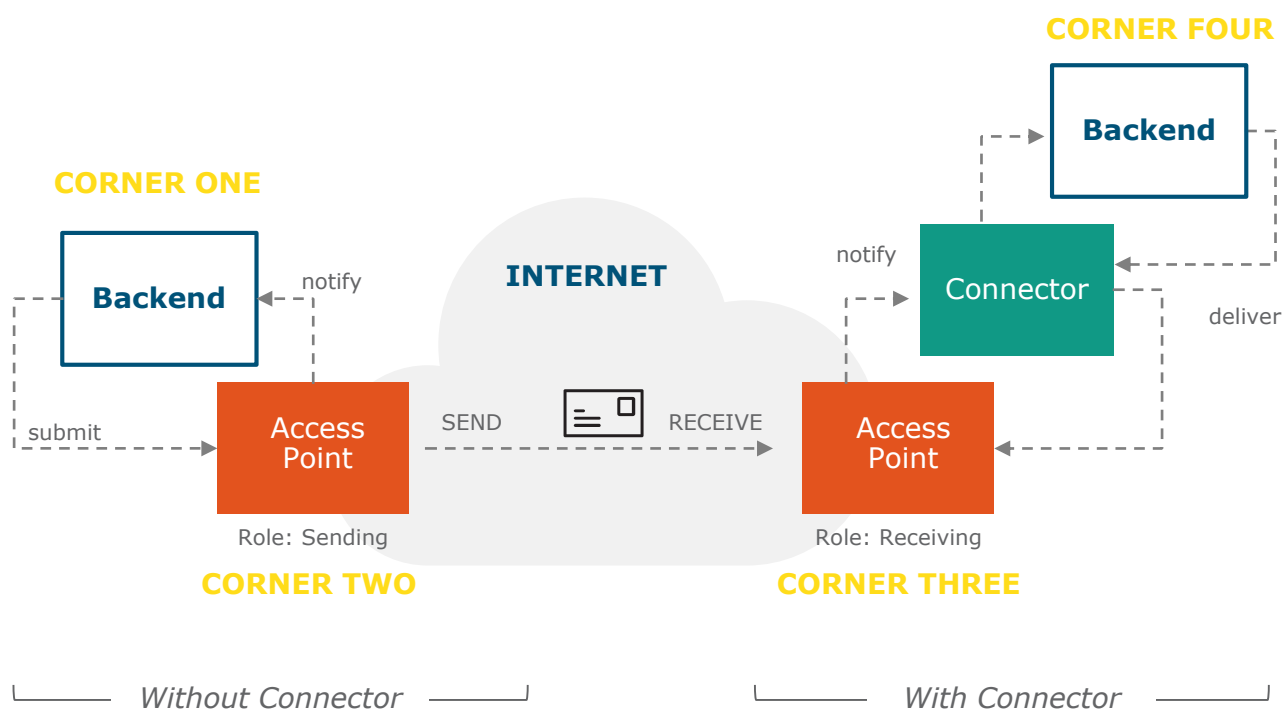 CORNER FOUR
Backend
CORNER ONE
Backend
notify
INTERNET
notify
Connector
deliver
submit
Access
Point
SEND
RECEIVE
Access
Point
Role: Sending
Role: Receiving
CORNER TWO
CORNER THREE
Without Connector
With Connector